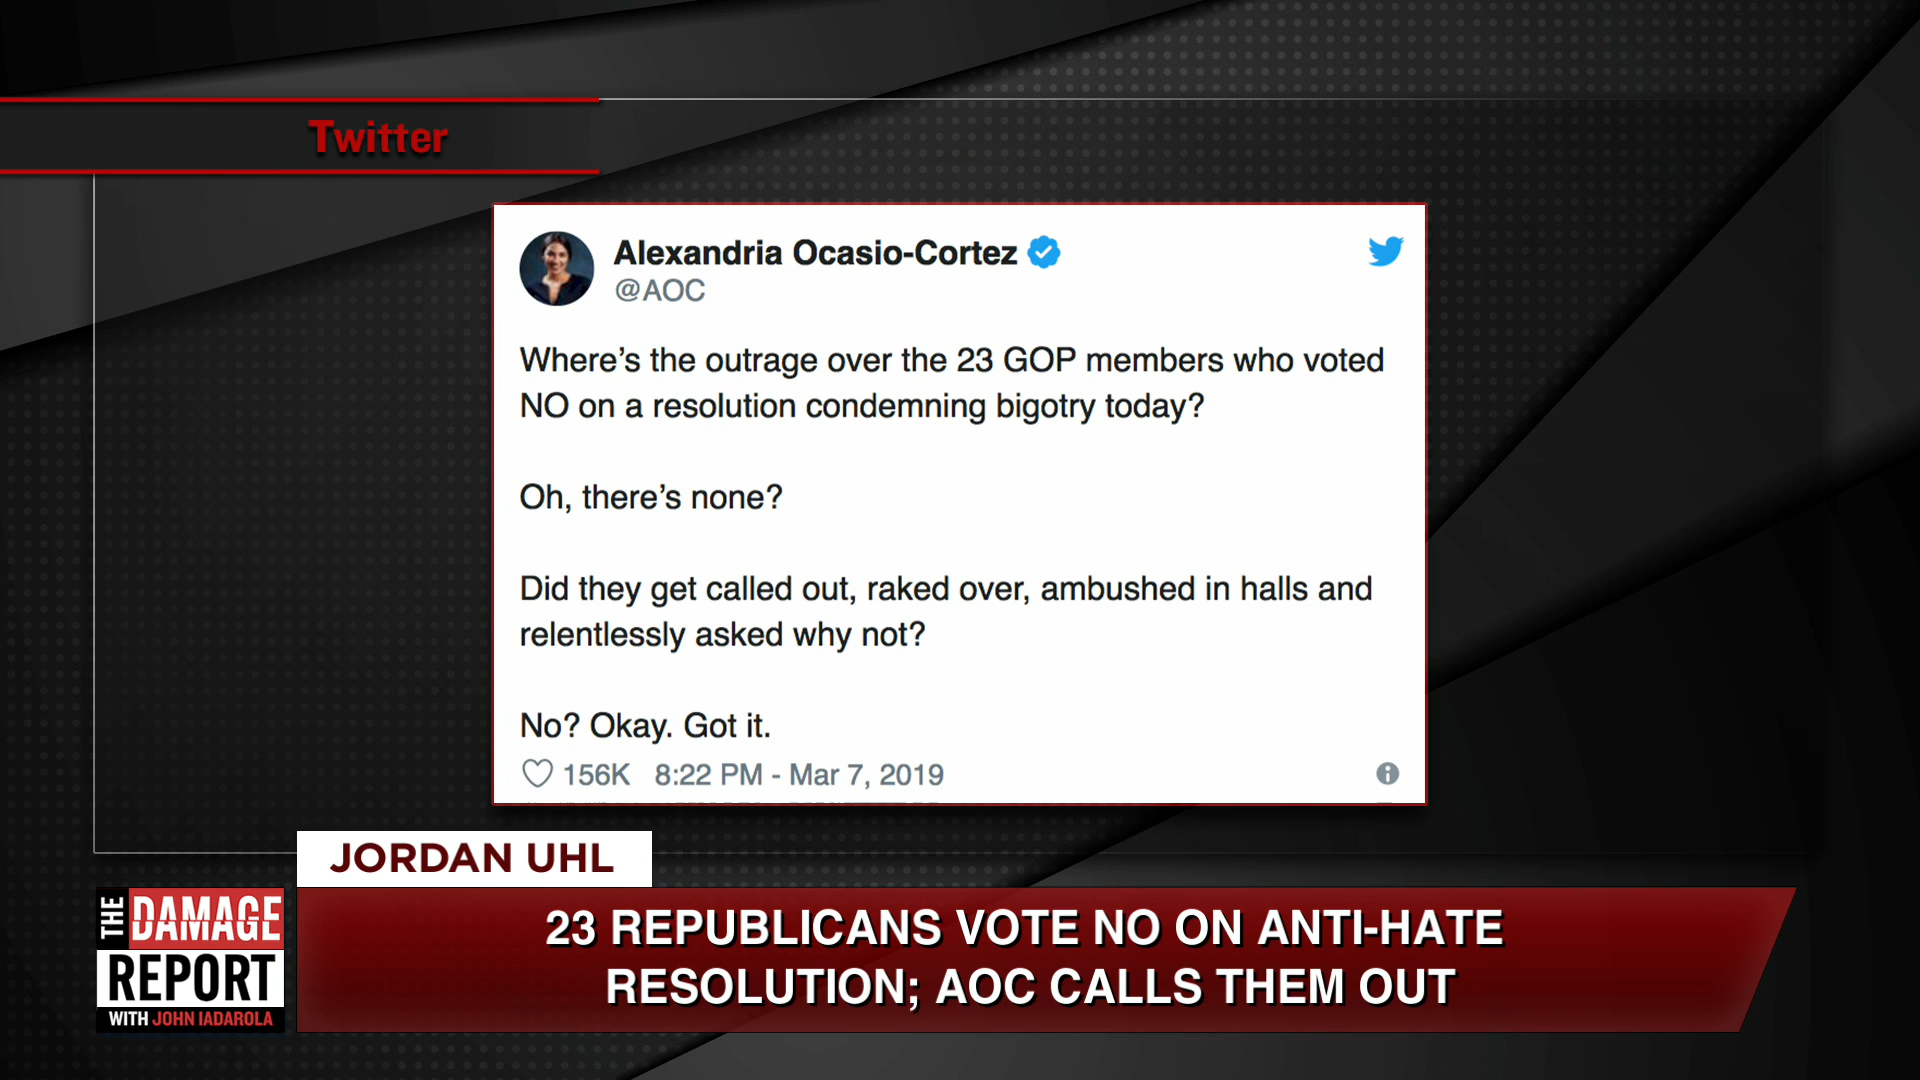 Twitter
Alexandria Ocasio-Cortez
@AOC
Where’s the outrage over the 23 GOP members who voted
NO on a resolution condemning bigotry today?
Oh, there’s none?
Did they get called out, raked over, ambushed in halls and
relentlessly asked why not?
No? Okay. Got it.
156K 8:22 PM - Mar 7, 2019
JORDAN UHL
THE DAMAGE
REPORT
WITH JOHN IADAROLA
23 REPUBLICANS VOTE NO ON ANTI-HATE
RESOLUTION; AOC CALLS THEM OUT